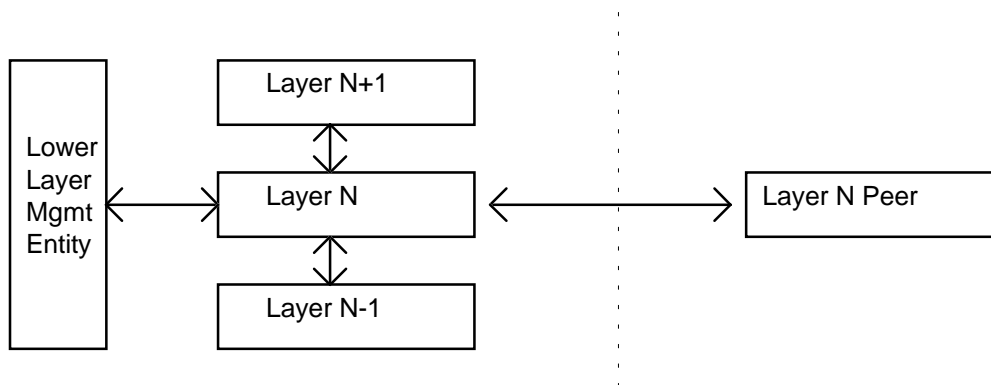 Layer N+1
Lower
Layer
Mgmt
Entity
Layer N
Layer N Peer
Layer N-1